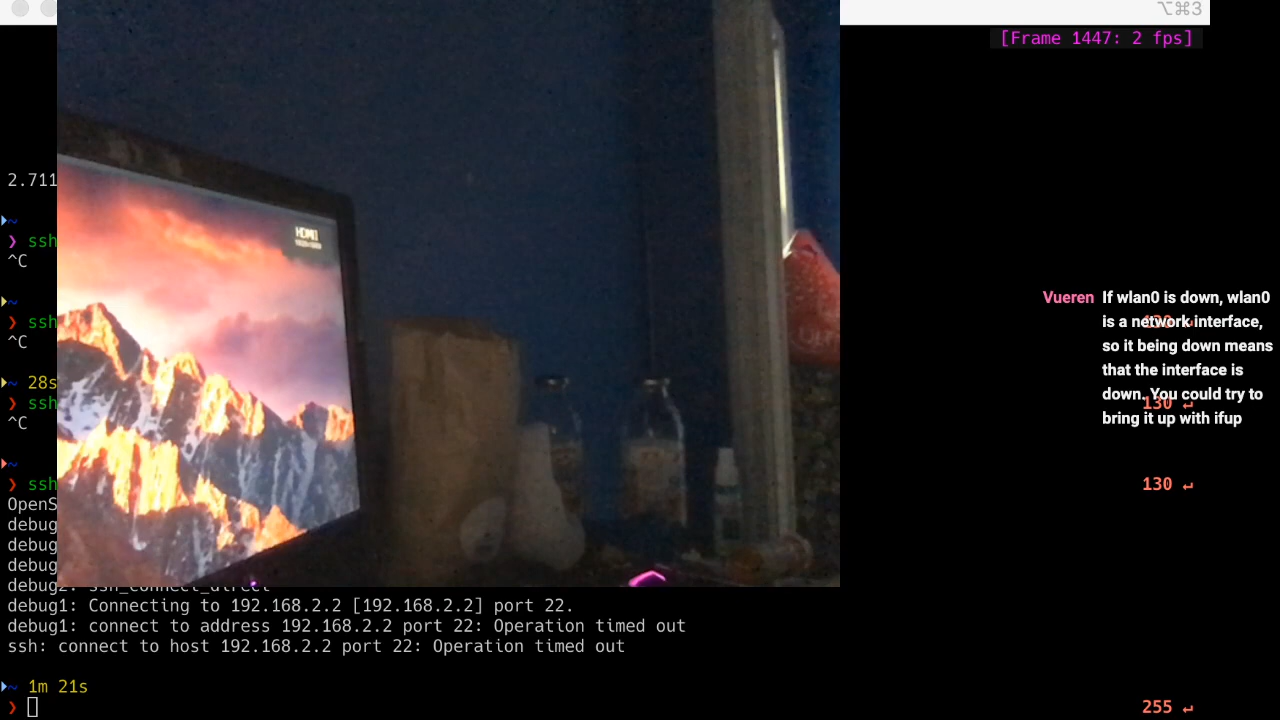 ⌥⌘3
[Frame 1447: 2 fps]
2.711
~
❯ ssh
^C
HDMI
~
Vueren If wlan0 is down, wlan0
❯ ssh
is a network interface,
^C
so it being down means
that the interface is
~ 28s
down. You could try to
❯ ssh 130 ↵
bring it up with ifup
^C
~
❯ ssh 130 ↵
OpenS
debug
debug
debug
debug2: ssh_connect_direct
debug1: Connecting to 192.168.2.2 [192.168.2.2] port 22.
debug1: connect to address 192.168.2.2 port 22: Operation timed out
ssh: connect to host 192.168.2.2 port 22: Operation timed out
~ 1m 21s
❯ 255 ↵